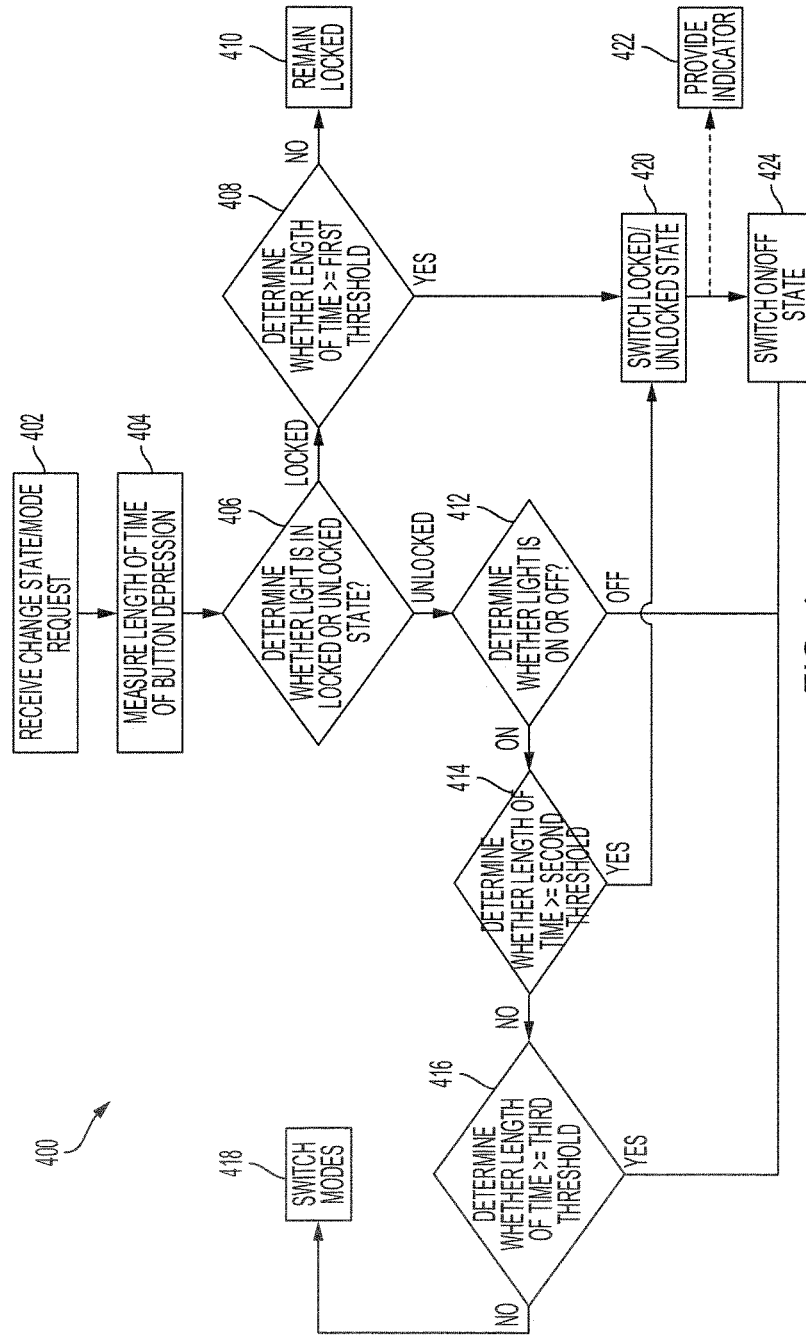 400
RECEIVE CHANGE STATE/MODE
REQUEST
402
MEASURE LENGTH OF TIME
OF BUTTON DEPRESSION
404
DETERMINE
WHETHER LIGHT IS IN
LOCKED OR UNLOCKED
STATE?
406
LOCKED
UNLOCKED
DETERMINE
WHETHER LENGTH
OF TIME >= FIRST
THRESHOLD
408
NO
YES
REMAIN
LOCKED
410
DETERMINE
WHETHER LIGHT IS
ON OR OFF?
412
ON
OFF
DETERMINE
WHETHER LENGTH OF
TIME >= SECOND
THRESHOLD
414
NO
YES
DETERMINE
WHETHER LENGTH
OF TIME >= THIRD
THRESHOLD
416
NO
YES
SWITCH
MODES
418
SWITCH LOCKED/
UNLOCKED STATE
420
PROVIDE
INDICATOR
422
SWITCH ON/OFF
STATE
424